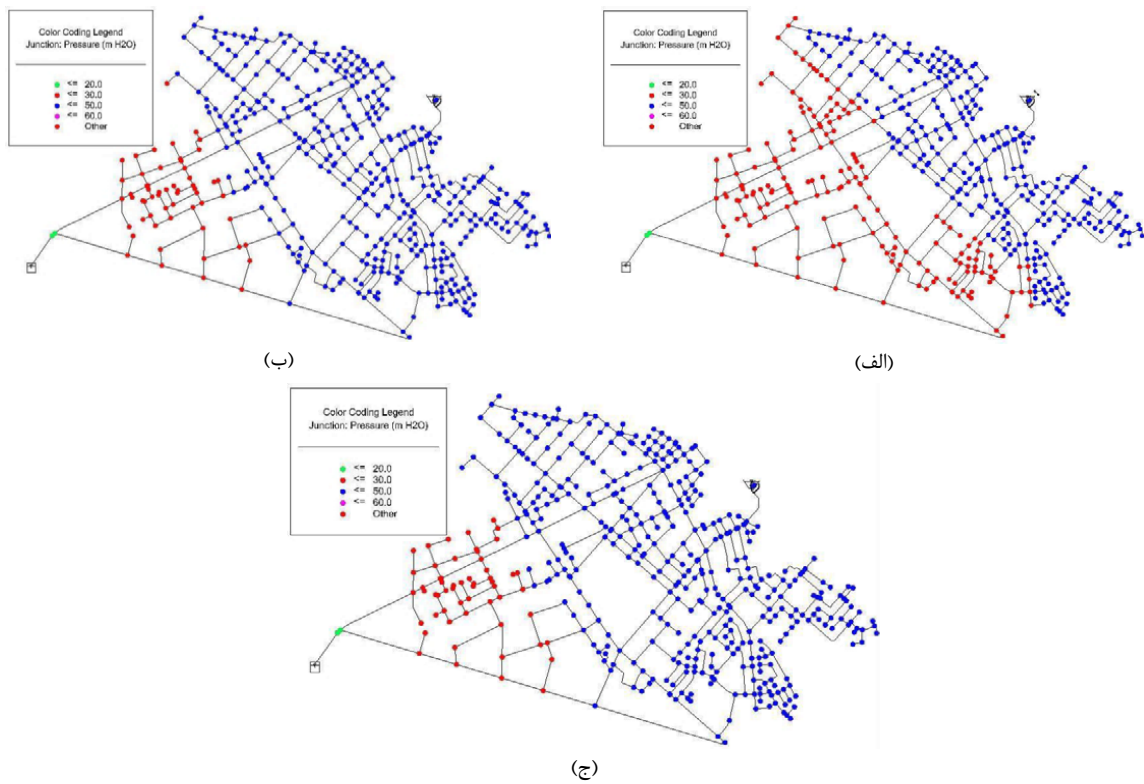 Color Coding Legend
Junction: Pressure (m H2O)
<= 20.0
<= 30.0
<= 50.0
<= 60.0
Other
(ب)
Color Coding Legend
Junction: Pressure (m H2O)
<= 20.0
<= 30.0
<= 50.0
<= 60.0
Other
(الف)
Color Coding Legend
Junction: Pressure (m H2O)
<= 20.0
<= 30.0
<= 50.0
<= 60.0
Other
(ج)